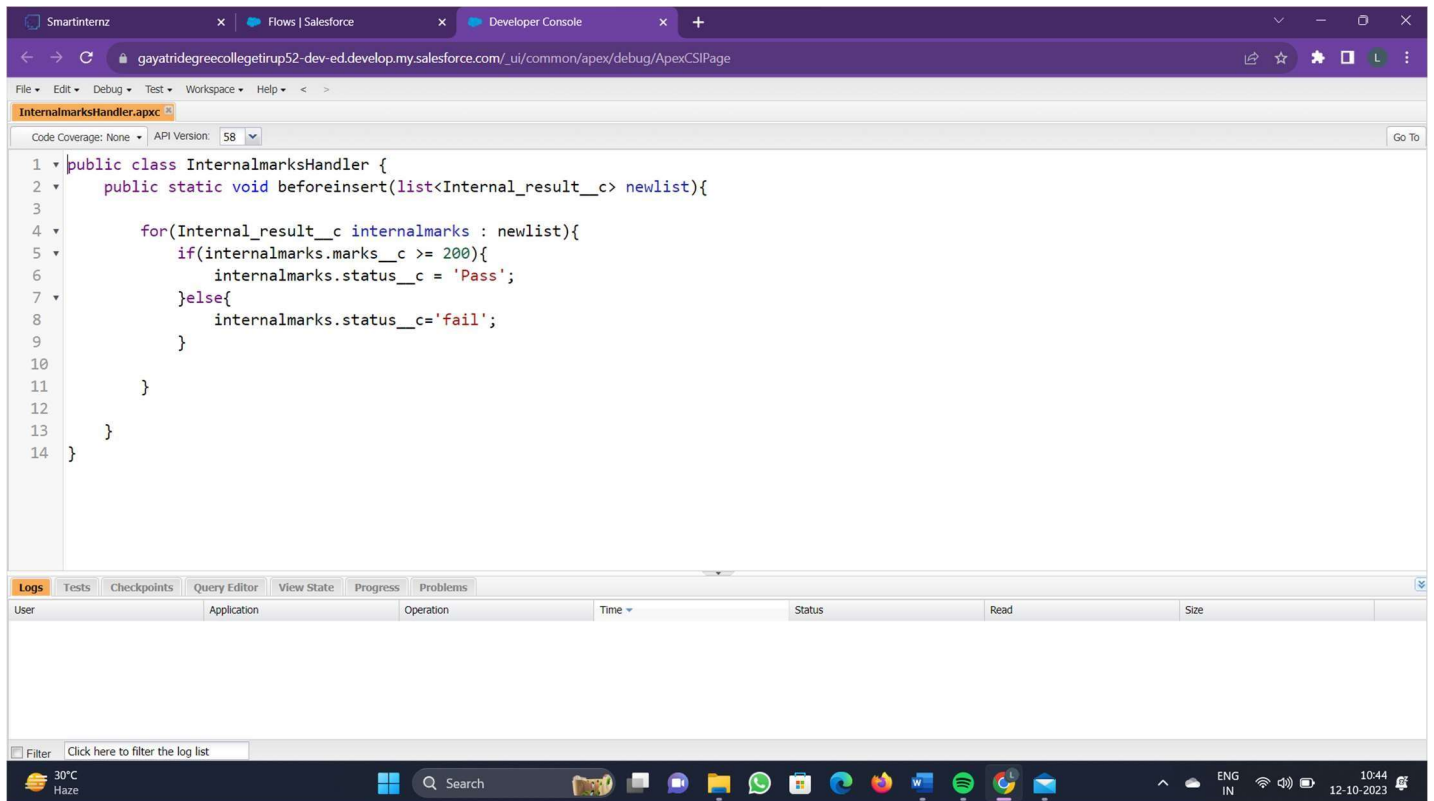 Smartinternz Flows | Salesforce Developer Console
gayatridegreecollegetirup52-dev-ed.develop.my.salesforce.com/_ui/common/apex/debug/ApexCSIPage L
File Edit Debug Test Workspace Help < >
InternalmarksHandler.apxc
Code Coverage: None API Version: 58 Go To
1 public class InternalmarksHandler {
2 public static void beforeinsert(list<Internal_result__c> newlist){
3
4 for(Internal_result__c internalmarks : newlist){
5 if(internalmarks.marks__c >= 200){
6 internalmarks.status__c = 'Pass';
7 }else{
8 internalmarks.status__c='fail';
9 }
10
11 }
12
13 }
14 }
Logs Tests Checkpoints Query Editor View State Progress Problems
User Application Operation Time Status Read Size
Filter Click here to filter the log list
30°C
Haze
Search
ENG
IN
10:44
12-10-2023